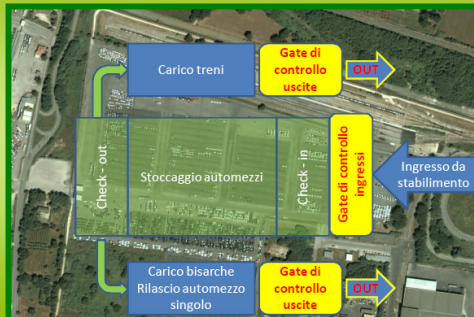 Carico treni
Gate di
controllo
uscite
OUT
Check - out
Stoccaggio automezzi
Check - in
Gate di controllo
ingressi
Ingresso da
stabilimento
Carico bisarche
Rilascio automezzo
singolo
Gate di
controllo
uscite
OUT